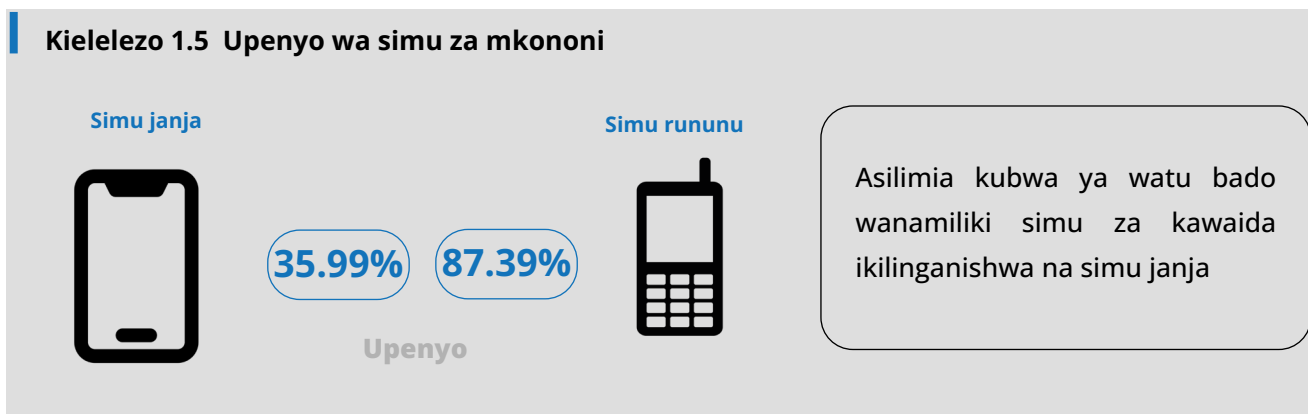 Kielelezo 1.5 Upenyo wa simu za mkononi
Simu janja
Simu rununu
35.99%
87.39%
Upenyo
Asilimia kubwa ya watu bado
wanamiliki simu za kawaida
ikilinganishwa na simu janja